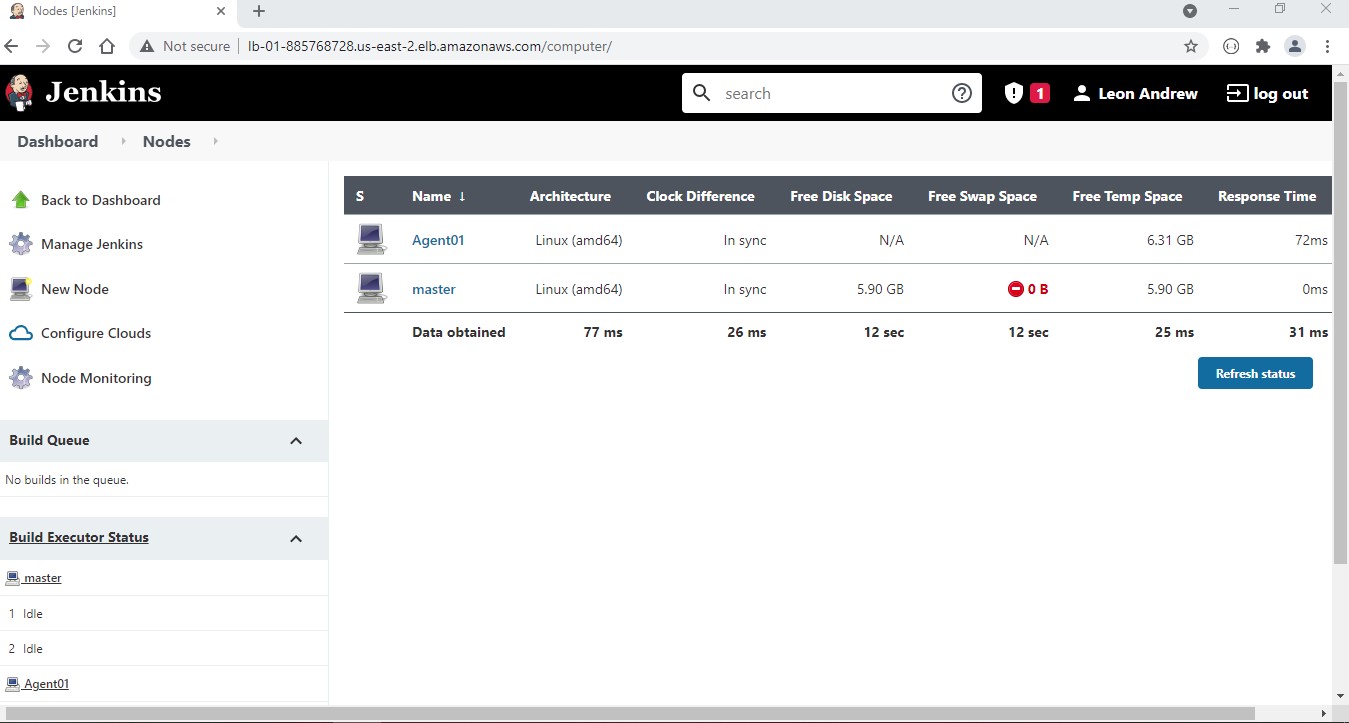 Nodes [Jenkins]
Not secure | lb-01-885768728.us-east-2.elb.amazonaws.com/computer/
Jenkins search 1 Leon Andrew log out
Dashboard Nodes
Back to Dashboard
Manage Jenkins
New Node
Configure Clouds
Node Monitoring
Build Queue
No builds in the queue.
Build Executor Status
master
1 Idle
2 Idle
Agent01
S Name ↓ Architecture Clock Difference Free Disk Space Free Swap Space Free Temp Space Response Time
Agent01 Linux (amd64) In sync N/A N/A 6.31 GB 72ms
master Linux (amd64) In sync 5.90 GB 0 B 5.90 GB 0ms
Data obtained 77 ms 26 ms 12 sec 12 sec 25 ms 31 ms
Refresh status